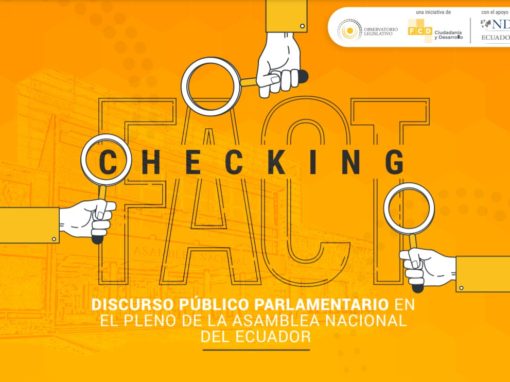 una iniciativa de
con el apoyo
OBSERVATORIO
LEGISLATIVO
FCD
Ciudadanía
y Desarrollo
ND
ECUADOR
FACT
CHECKING
DISCURSO PÚBLICO PARLAMENTARIO EN
EL PLENO DE LA ASAMBLEA NACIONAL
DEL ECUADOR